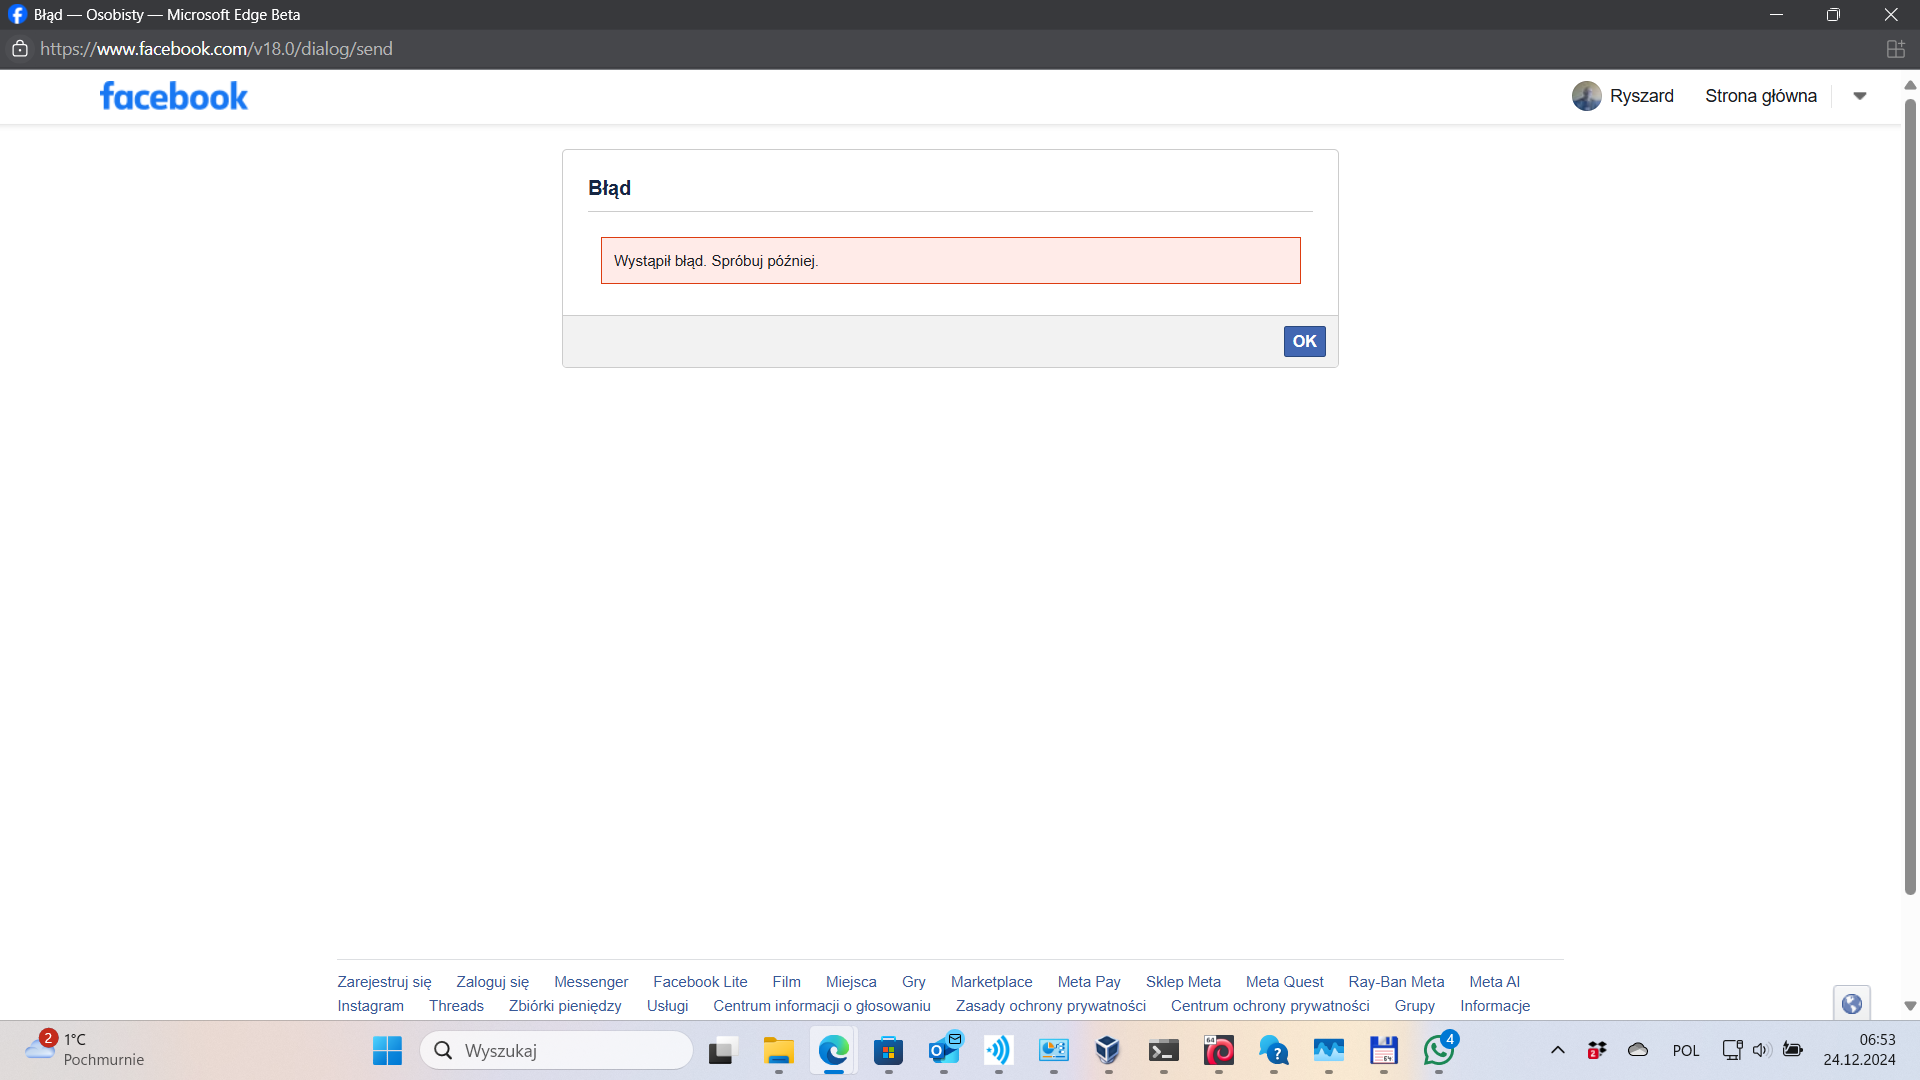 Błąd — Osobisty — Microsoft Edge Beta
https://www.facebook.com/v18.0/dialog/send
facebook
Ryszard Strona główna
Błąd
Wystąpił błąd. Spróbuj później.
OK
Zarejestruj się Zaloguj się Messenger Facebook Lite Film Miejsca Gry Marketplace Meta Pay Sklep Meta Meta Quest Ray-Ban Meta Meta AI
Instagram Threads Zbiórki pieniędzy Usługi Centrum informacji o głosowaniu Zasady ochrony prywatności Centrum ochrony prywatności Grupy Informacje
2
1°C
Pochmurnie
Wyszukaj
64
64
4
2
POL
06:53
24.12.2024